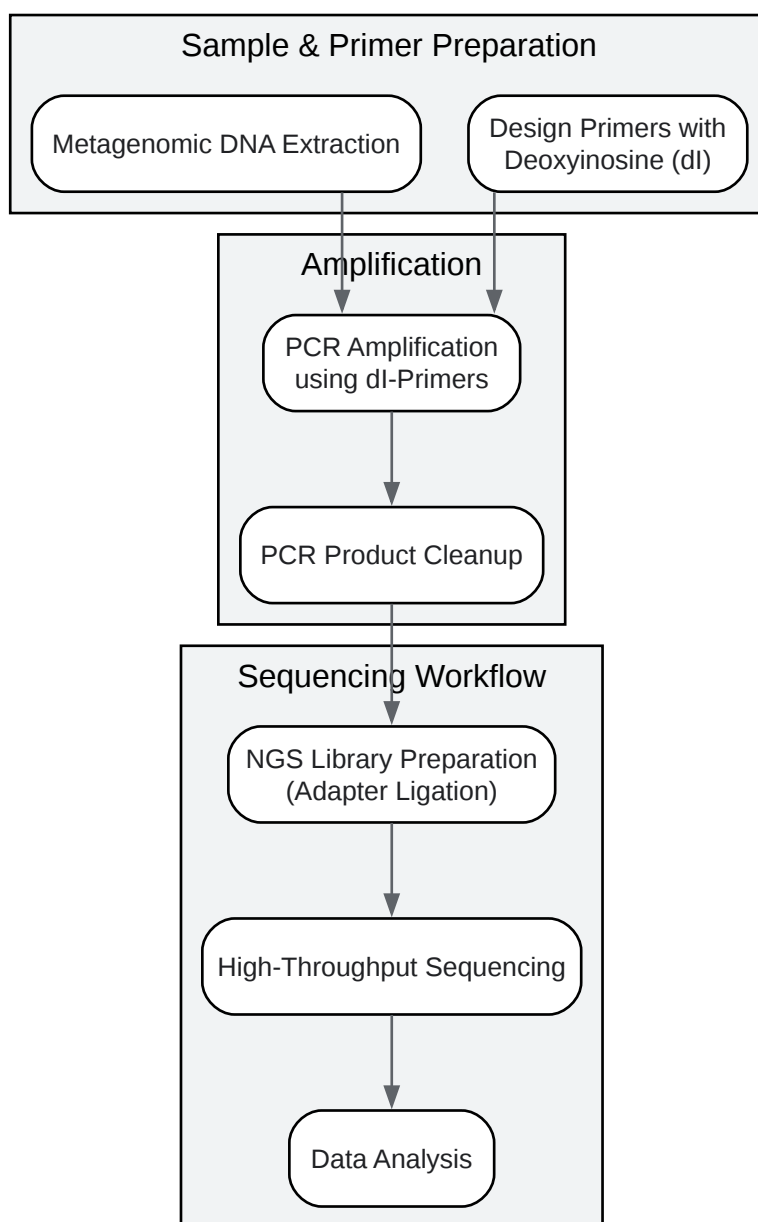 Sample & Primer Preparation
Metagenomic DNA Extraction
Design Primers with
Deoxyinosine (dI)
Amplification
PCR Amplification
using dI-Primers
PCR Product Cleanup
Sequencing Workflow
NGS Library Preparation
(Adapter Ligation)
High-Throughput Sequencing
Data Analysis